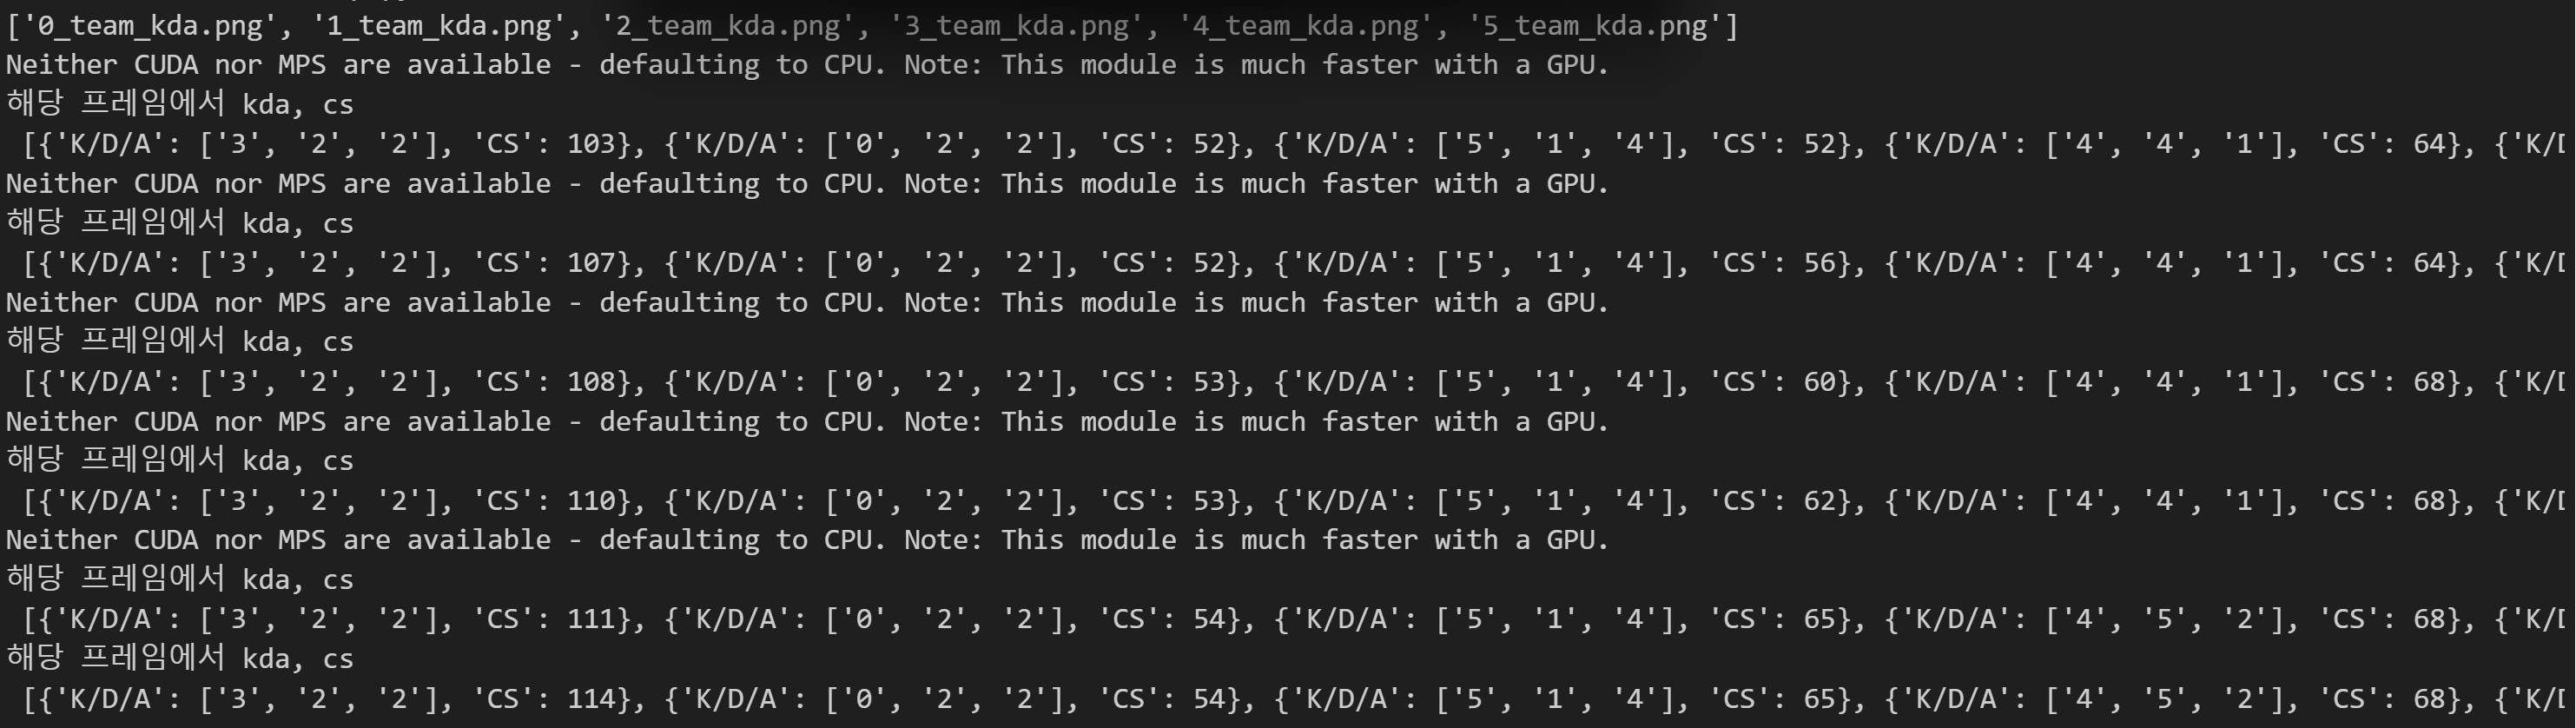 ['0_team_kda.png', '1_team_kda.png', '2_team_kda.png', '3_team_kda.png', '4_team_kda.png', '5_team_kda.png']
Neither CUDA nor MPS are available - defaulting to CPU. Note: This module is much faster with a GPU.
해당 프레임에서 kda, cs
[{'K/D/A': ['3', '2', '2'], 'CS': 103}, {'K/D/A': ['0', '2', '2'], 'CS': 52}, {'K/D/A': ['5', '1', '4'], 'CS': 52}, {'K/D/A': ['4', '4', '1'], 'CS': 64}, {'K/D
Neither CUDA nor MPS are available - defaulting to CPU. Note: This module is much faster with a GPU.
해당 프레임에서 kda, cs
[{'K/D/A': ['3', '2', '2'], 'CS': 107}, {'K/D/A': ['0', '2', '2'], 'CS': 52}, {'K/D/A': ['5', '1', '4'], 'CS': 56}, {'K/D/A': ['4', '4', '1'], 'CS': 64}, {'K/D
Neither CUDA nor MPS are available - defaulting to CPU. Note: This module is much faster with a GPU.
해당 프레임에서 kda, cs
[{'K/D/A': ['3', '2', '2'], 'CS': 108}, {'K/D/A': ['0', '2', '2'], 'CS': 53}, {'K/D/A': ['5', '1', '4'], 'CS': 60}, {'K/D/A': ['4', '4', '1'], 'CS': 68}, {'K/D
Neither CUDA nor MPS are available - defaulting to CPU. Note: This module is much faster with a GPU.
해당 프레임에서 kda, cs
[{'K/D/A': ['3', '2', '2'], 'CS': 110}, {'K/D/A': ['0', '2', '2'], 'CS': 53}, {'K/D/A': ['5', '1', '4'], 'CS': 62}, {'K/D/A': ['4', '4', '1'], 'CS': 68}, {'K/D
Neither CUDA nor MPS are available - defaulting to CPU. Note: This module is much faster with a GPU.
해당 프레임에서 kda, cs
[{'K/D/A': ['3', '2', '2'], 'CS': 111}, {'K/D/A': ['0', '2', '2'], 'CS': 54}, {'K/D/A': ['5', '1', '4'], 'CS': 65}, {'K/D/A': ['4', '5', '2'], 'CS': 68}, {'K/D
해당 프레임에서 kda, cs
[{'K/D/A': ['3', '2', '2'], 'CS': 114}, {'K/D/A': ['0', '2', '2'], 'CS': 54}, {'K/D/A': ['5', '1', '4'], 'CS': 65}, {'K/D/A': ['4', '5', '2'], 'CS': 68}, {'K/D